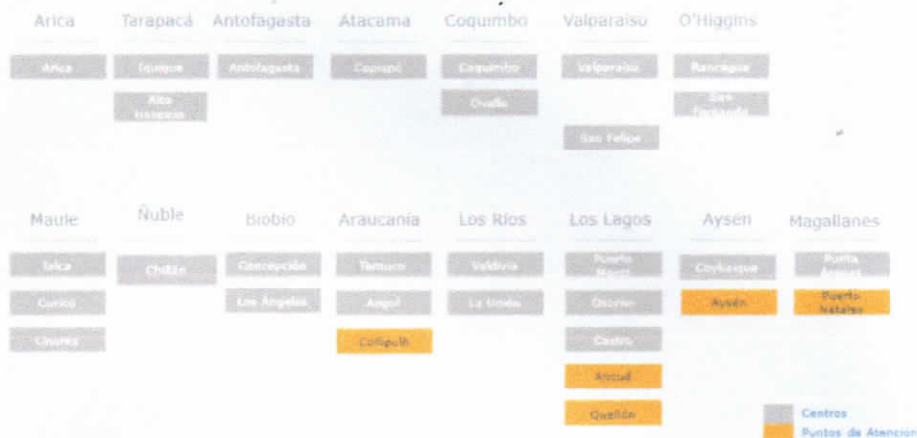 Arica Tarapacá Antofagasta Atacama Coquimbo Valparaíso O'Higgins
Arica Iquique Antofagasta Copiapó Coquimbo Valparaíso Rancagua
Alto Ovalle San
Hospicio Fernando
San Felipe
Maule Ñuble Biobío Araucanía Los Ríos Los Lagos Aysén Magallanes
Talca Chillán Concepción Temuco Valdivia Puerto Montt Coyhaique Punta Arenas
Curicó Los Ángeles Angol La Unión Osorno Aysén Puerto Natales
Linares Collipulli Castro
Ancud
Quellón
Centros
Puntos de Atención